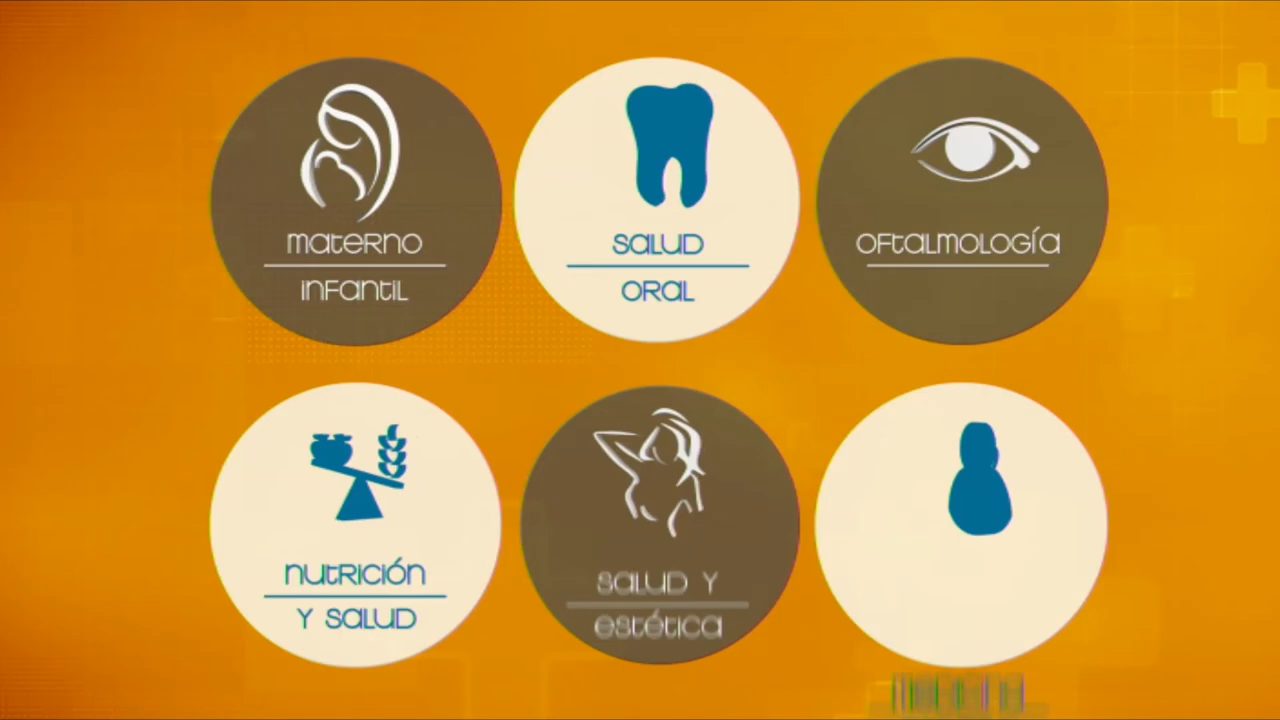 materno
infantil
salud
oral
oftalmología
nutrición
y salud
salud y
estética